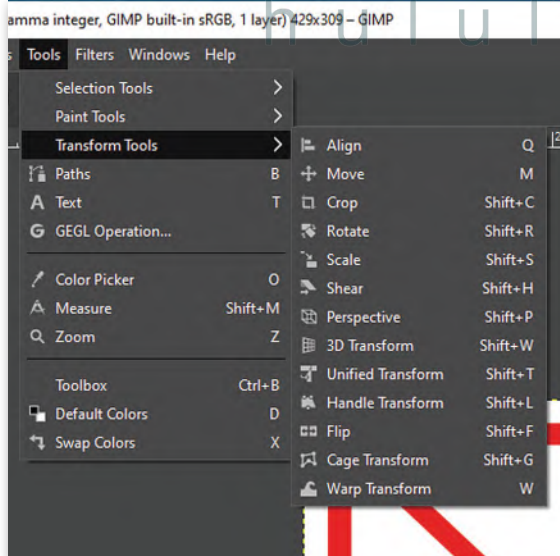 amma integer, GIMP built-in sRGB, 1 layer) 429x309 – GIMP
hulul
s Tools Filters Windows Help
Selection Tools
Paint Tools
Transform Tools
Paths B
Text T
GEGL Operation...
Color Picker O
Measure Shift+M
Zoom Z
Toolbox Ctrl+B
Default Colors D
Swap Colors X
Align Q
Move M
Crop Shift+C
Rotate Shift+R
Scale Shift+S
Shear Shift+H
Perspective Shift+P
3D Transform Shift+W
Unified Transform Shift+T
Handle Transform Shift+L
Flip Shift+F
Cage Transform Shift+G
Warp Transform W